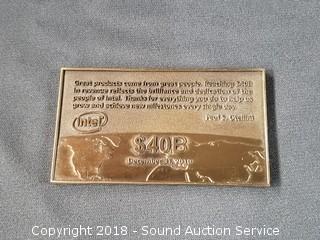 Great products come from great people. Reaching $40B
in revenue reflects the brilliance and dedication of the
people of Intel. Thanks for everything you do to help us
grow and achieve new milestones every single day.
Paul S. Otellini
intel
$40B
December 31, 2010
Copyright 2018 - Sound Auction Service